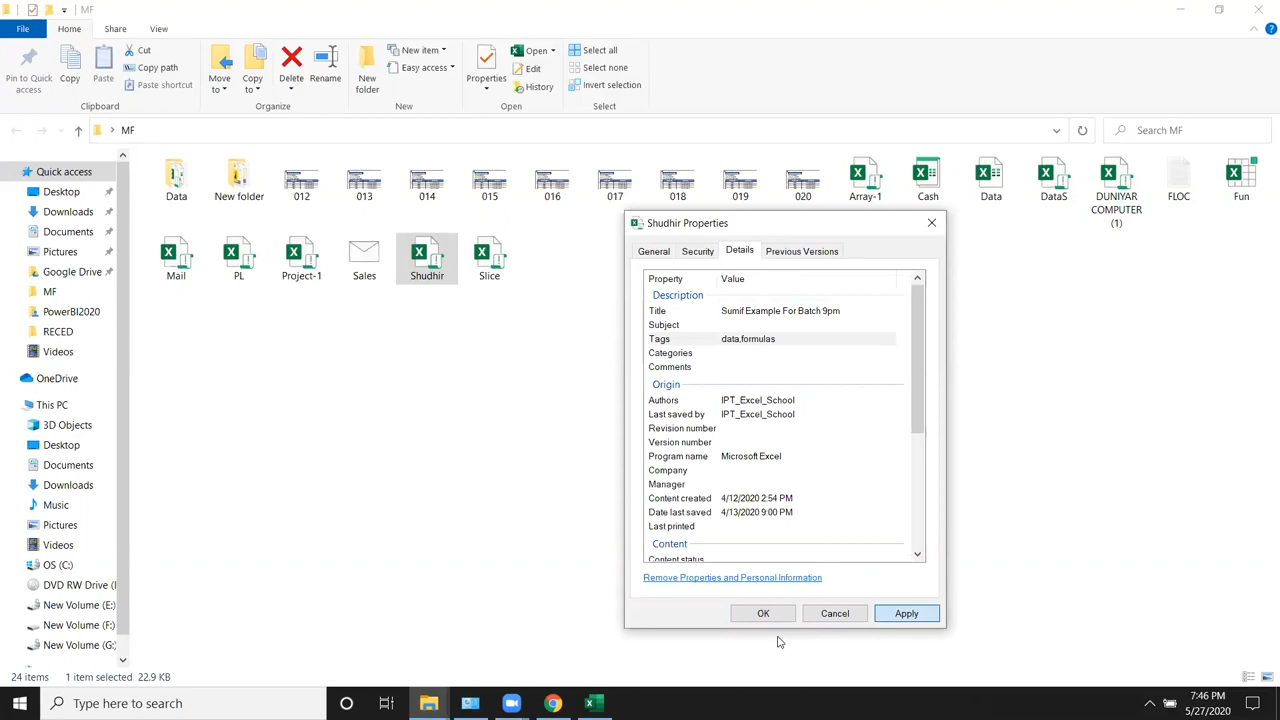 MF
File Home Share View
Pin to Quick access
Copy
Paste
Cut
Copy path
Paste shortcut
Clipboard
Move to
Copy to
Delete
Rename
Organize
New folder
New item
Easy access
New
Properties
Open
Edit
History
Open
Select all
Select none
Invert selection
Select
MF
Search MF
Quick access
Desktop
Downloads
Documents
Pictures
Google Drive
MF
PowerBI2020
RECED
Videos
OneDrive
This PC
3D Objects
Desktop
Documents
Downloads
Music
Pictures
Videos
OS (C:)
DVD RW Drive (
New Volume (E:)
New Volume (F:)
New Volume (G:
Data
New folder
012
013
014
015
016
017
018
019
020
Array-1
Cash
Data
DataS
DUNIYAR COMPUTER (1)
FLOC
Fun
Mail
PL
Project-1
Sales
Shudhir
Slice
Shudhir Properties
General Security Details Previous Versions
Property Value
Description
Title Sumif Example For Batch 9pm
Subject
Tags data,formulas
Categories
Comments
Origin
Authors IPT_Excel_School
Last saved by IPT_Excel_School
Revision number
Version number
Program name Microsoft Excel
Company
Manager
Content created 4/12/2020 2:54 PM
Date last saved 4/13/2020 9:00 PM
Last printed
Content
Content status
Remove Properties and Personal Information
OK Cancel Apply
24 items 1 item selected 22.9 KB
Type here to search
7:46 PM
5/27/2020